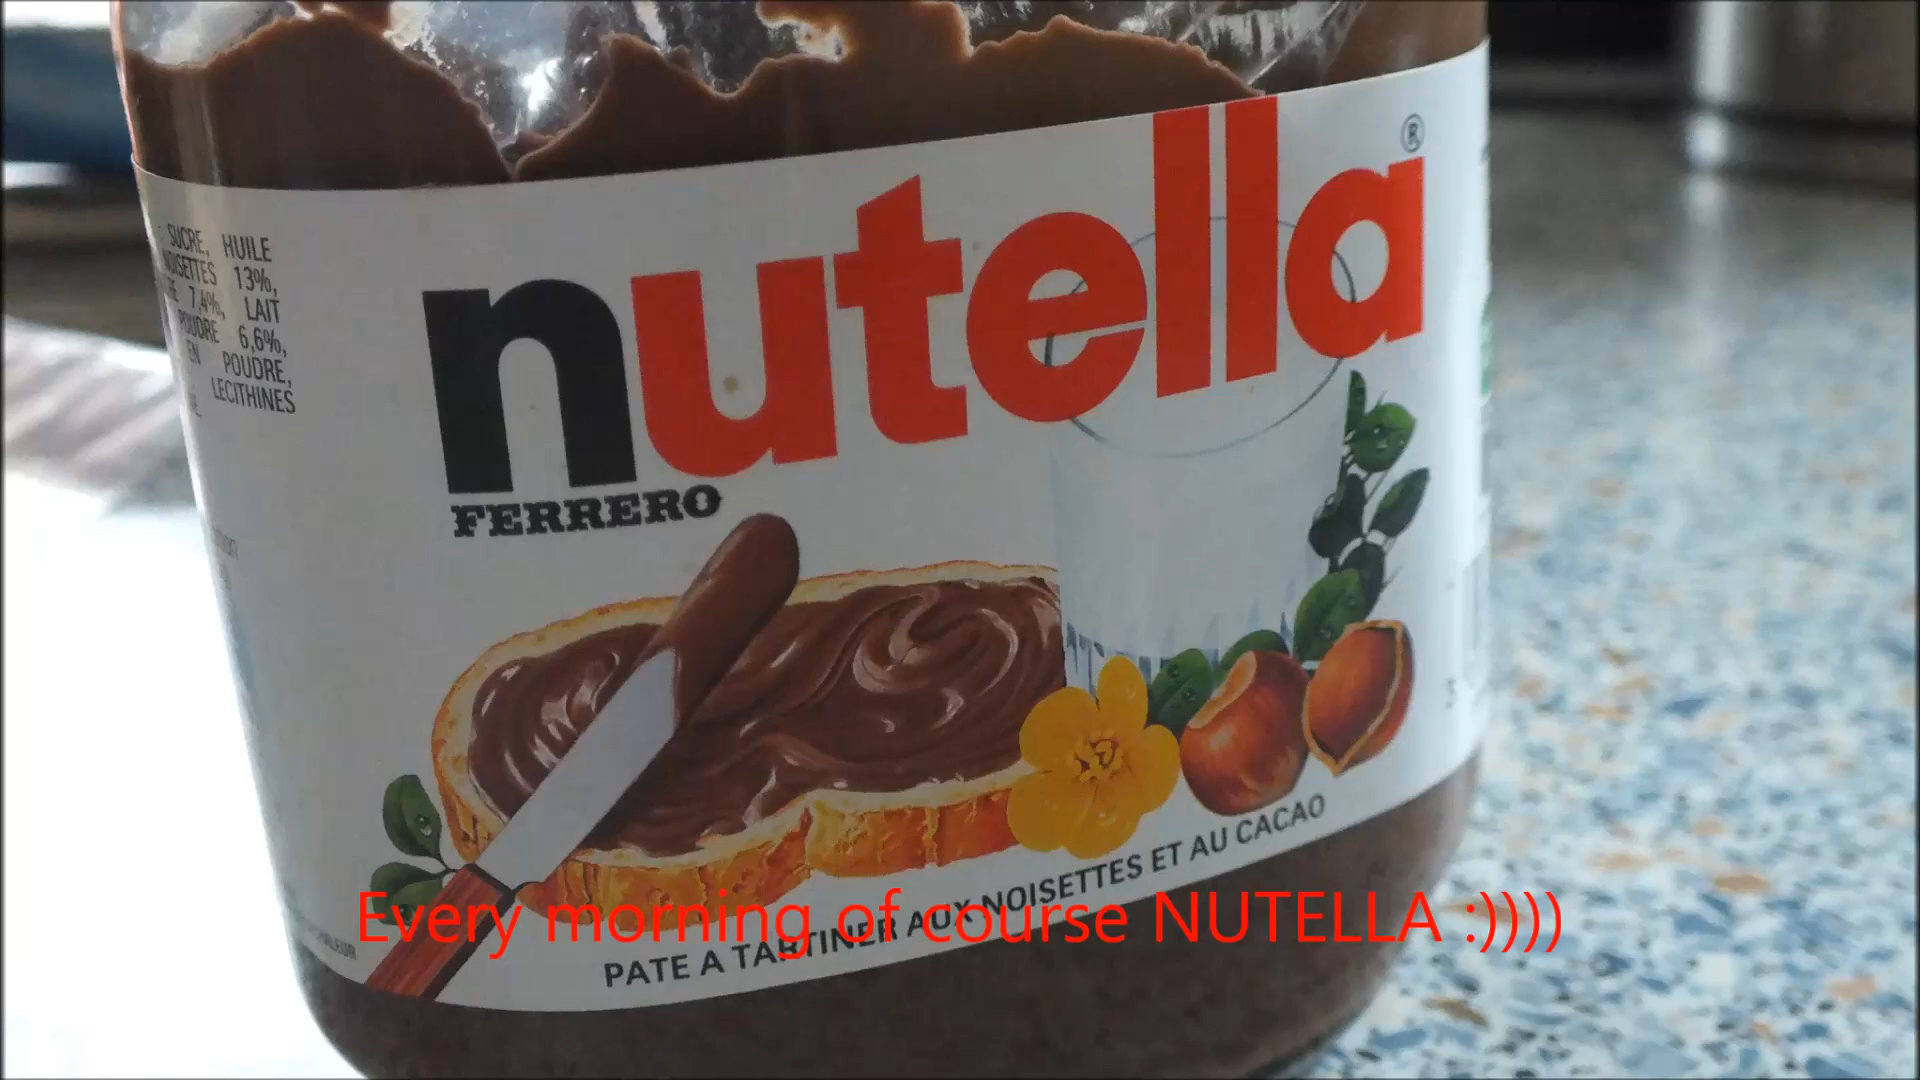 SUCRE, HUILE
NOISETTES 13%,
7,4%, LAIT
POUDRE 6,6%,
EN POUDRE,
LECITHINES
nutella®
FERRERO
PATE A TARTINER AUX NOISETTES ET AU CACAO
CHALEUR
Every morning of course NUTELLA :))))